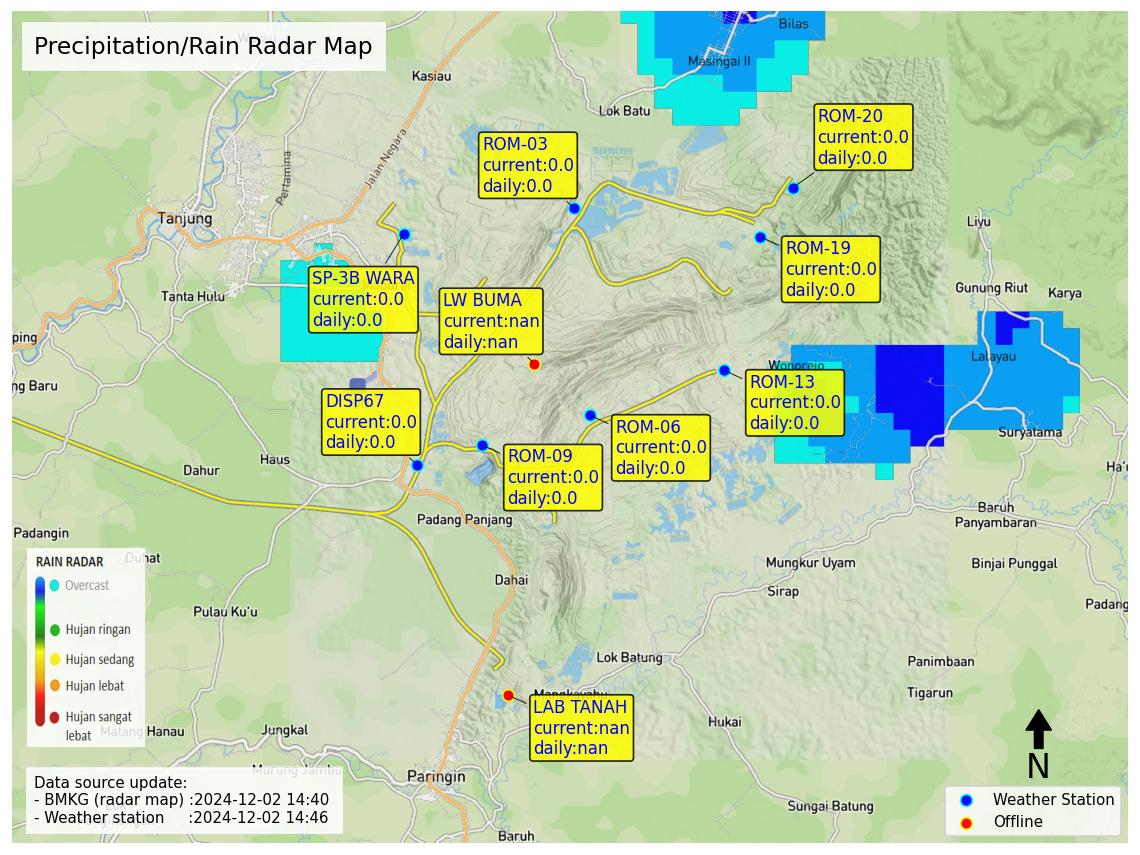 Precipitation/Rain Radar Map
Bilas
Masingai II
Kasiau
Lok Batu
Jalan Negara
Pertamina
Tanjung
Tanta Hulu
ROM-03
current:0.0
daily:0.0
ROM-20
current:0.0
daily:0.0
ROM-19
current:0.0
daily:0.0
Liyu
Gunung Riut
Karya
SP-3B WARA
current:0.0
daily:0.0
LW BUMA
current:nan
daily:nan
ping
ng Baru
Lalayau
Wonorejo
ROM-13
current:0.0
daily:0.0
DISP67
current:0.0
daily:0.0
ROM-06
current:0.0
daily:0.0
ROM-09
current:0.0
daily:0.0
Suryatama
Haus
Dahur
Ha'u
Padang Panjang
Baruh
Panyambaran
Padangin
Duhat
Dahai
Mungkur Uyam
Binjai Punggal
Sirap
Padang
Pulau Ku'u
RAIN RADAR
Overcast
Hujan ringan
Hujan sedang
Hujan lebat
Hujan sangat
lebat
Lok Batung
Panimbaan
Tigarun
Mangkayahu
LAB TANAH
current:nan
daily:nan
Hukai
Matang Hanau
Jungkal
Murung Jambu
Paringin
Sungai Batung
Baruh
Data source update:
- BMKG (radar map) :2024-12-02 14:40
- Weather station :2024-12-02 14:46
N
Weather Station
Offline